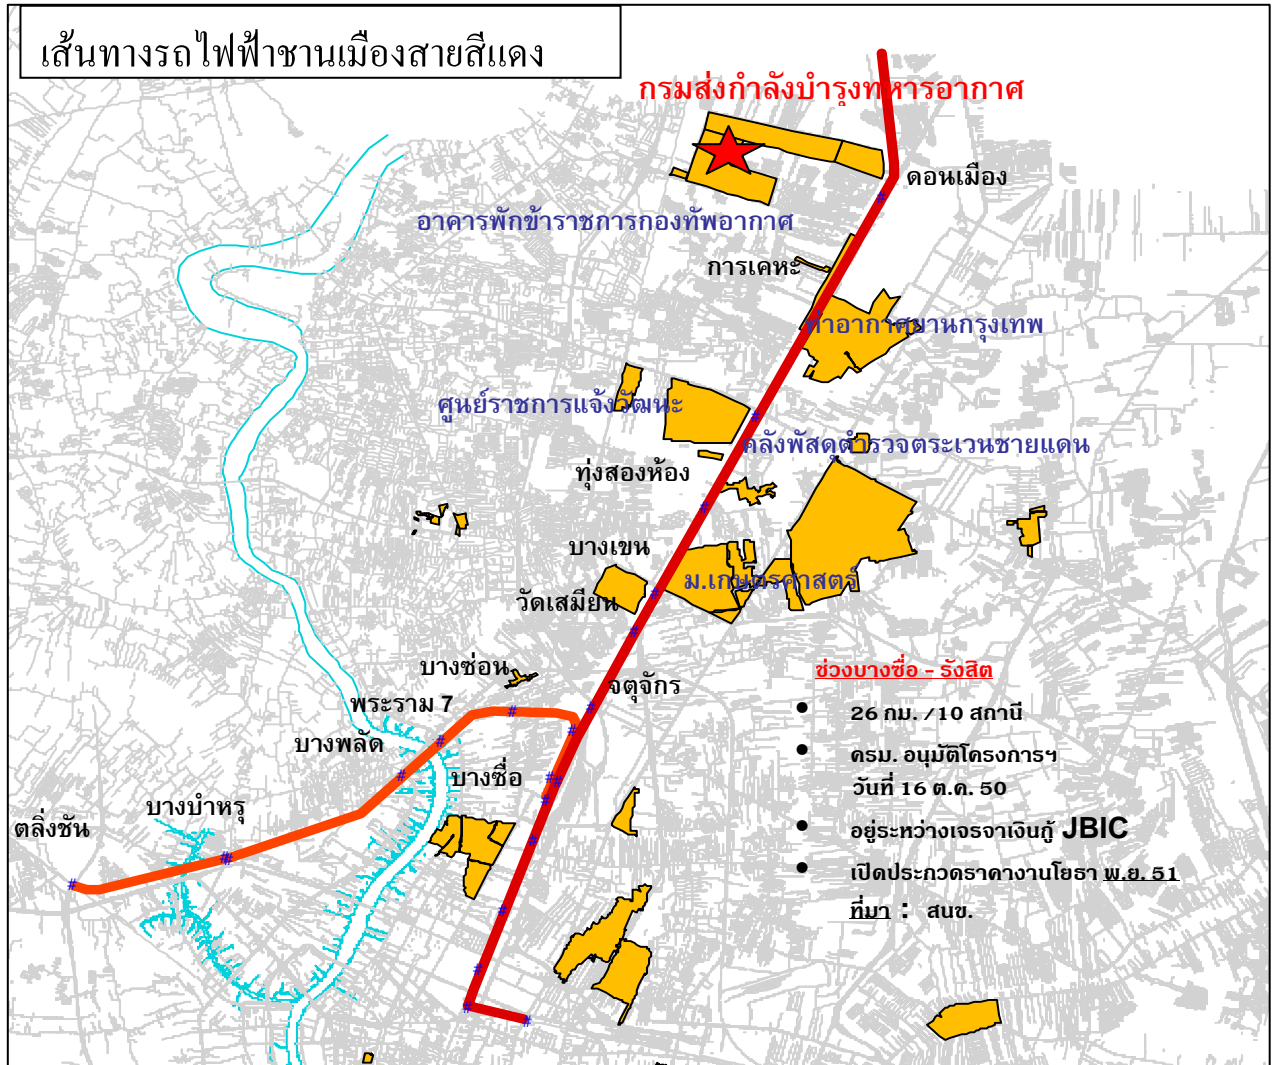 เส้นทางรถไฟฟ้าชานเมืองสายสีแดง
กรมส่งกำลังบำรุงทหารอากาศ
ดอนเมือง
อาคารพักข้าราชการกองทัพอากาศ
การเคหะ
ท่าอากาศยานกรุงเทพ
ศูนย์ราชการแจ้งวัฒหะ
คลังพัสดุตำรวจตระเวนชายแดน
ทุ่งสองห้อง
บางเขน
ม.เกษตรศาสตร์
วัดเสมียน
บางซ่อน
จตุจักร
พระราม 7
บางพลัด
บางซื่อ
บางบำหรุ
ตลิ่งชัน
ช่วงบางซื่อ - รังสิต
• 26 กม. /10 สถานี
• ครม. อนุมัติโครงการฯ
วันที่ 16 ต.ค. 50
• อยู่ระหว่างเจรจาเงินกู้ JBIC
• เปิดประกวดราคางานโยธา พ.ย. 51
ที่มา : สนข.